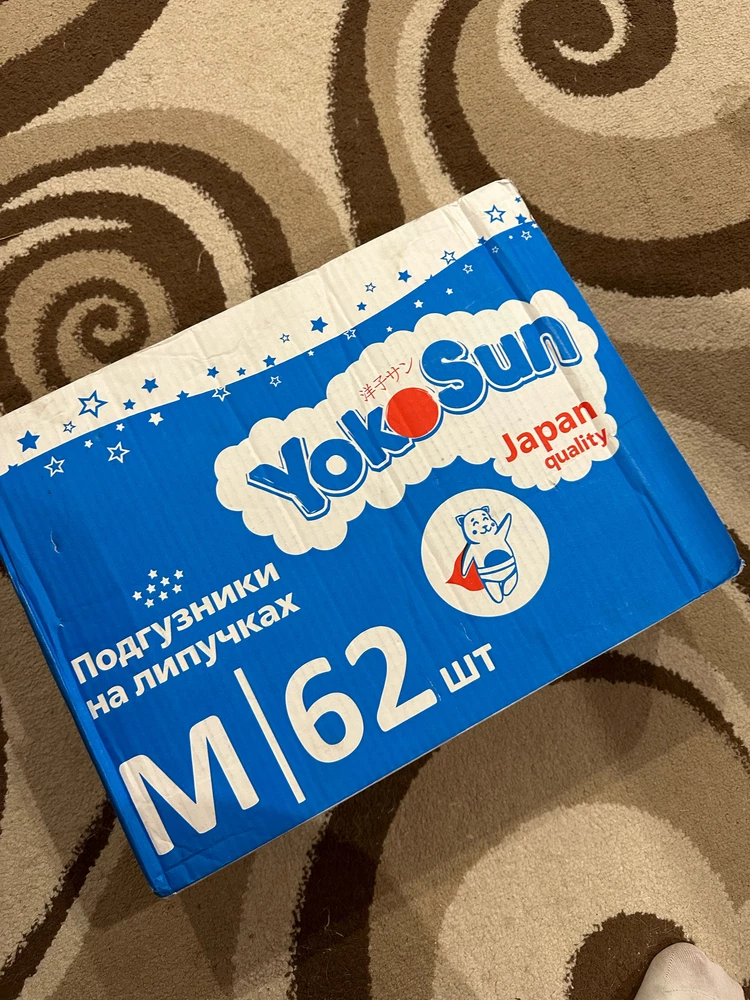 洋子サン
YokoSun
Japan
quality
Подгузники
на липучках
M|62 шт